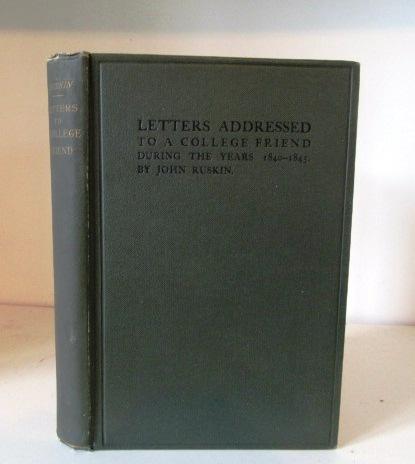 RUSKIN
LETTERS
TO
COLLEGE
FRIEND
LETTERS ADDRESSED
TO A COLLEGE FRIEND
DURING THE YEARS 1840–1845.
BY JOHN RUSKIN.